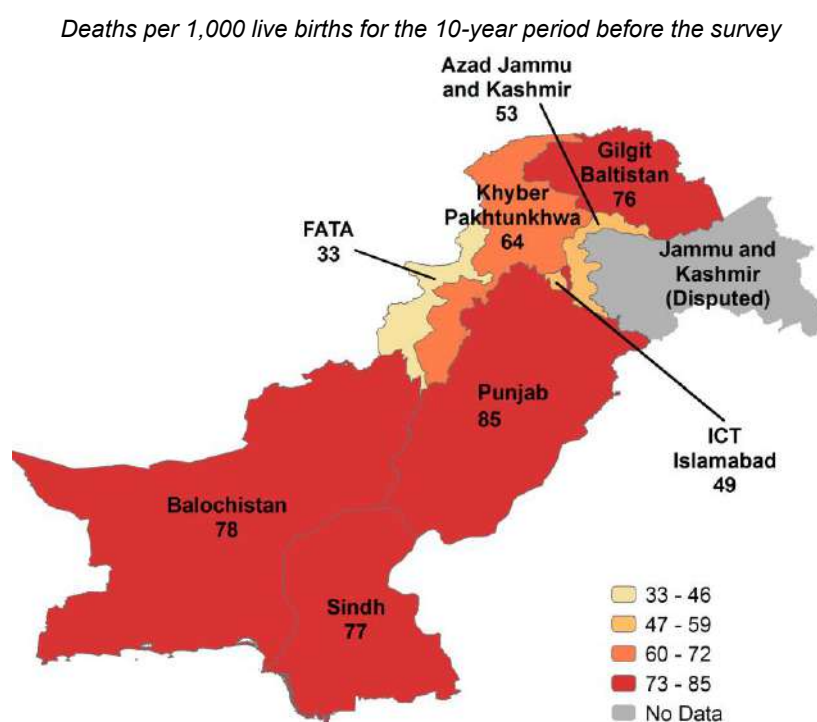 Deaths per 1,000 live births for the 10-year period before the survey
Azad Jammu
and Kashmir
53
Gilgit
Baltistan
76
Khyber
Pakhtunkhwa
64
FATA
33
Jammu and
Kashmir
(Disputed)
Punjab
85
ICT
Islamabad
49
Balochistan
78
Sindh
77
33 - 46
47 - 59
60 - 72
73 - 85
No Data